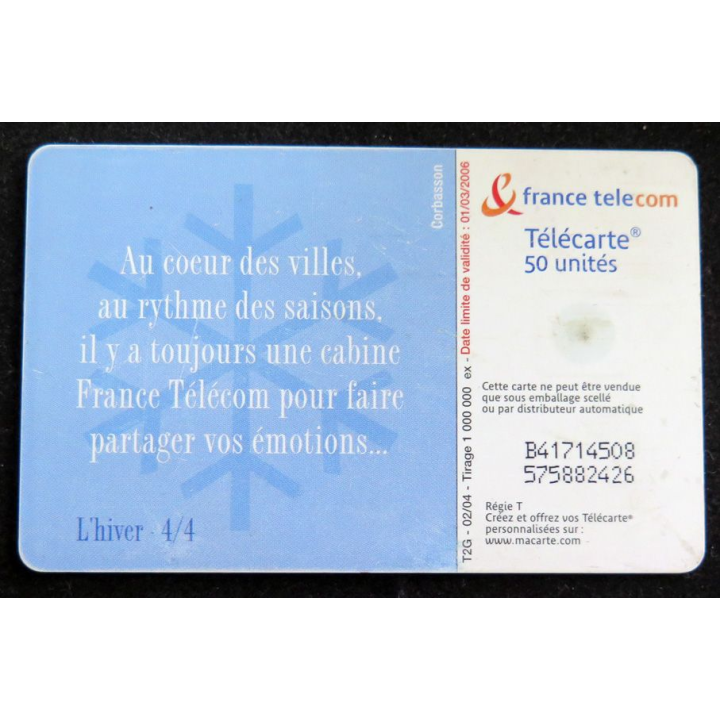 Au coeur des villes,
au rythme des saisons,
il y a toujours une cabine
France Télécom pour faire
partager vos émotions...
L'hiver - 4/4
Corbasson
T2G - 02/04 - Tirage 1 000 000 ex - Date limite de validité : 01/03/2006
france telecom
Télécarte®
50 unités
Cette carte ne peut être vendue
que sous emballage scellé
ou par distributeur automatique
B41714508
575882426
Régie T
Créez et offrez vos Télécarte®
personnalisées sur :
www.macarte.com